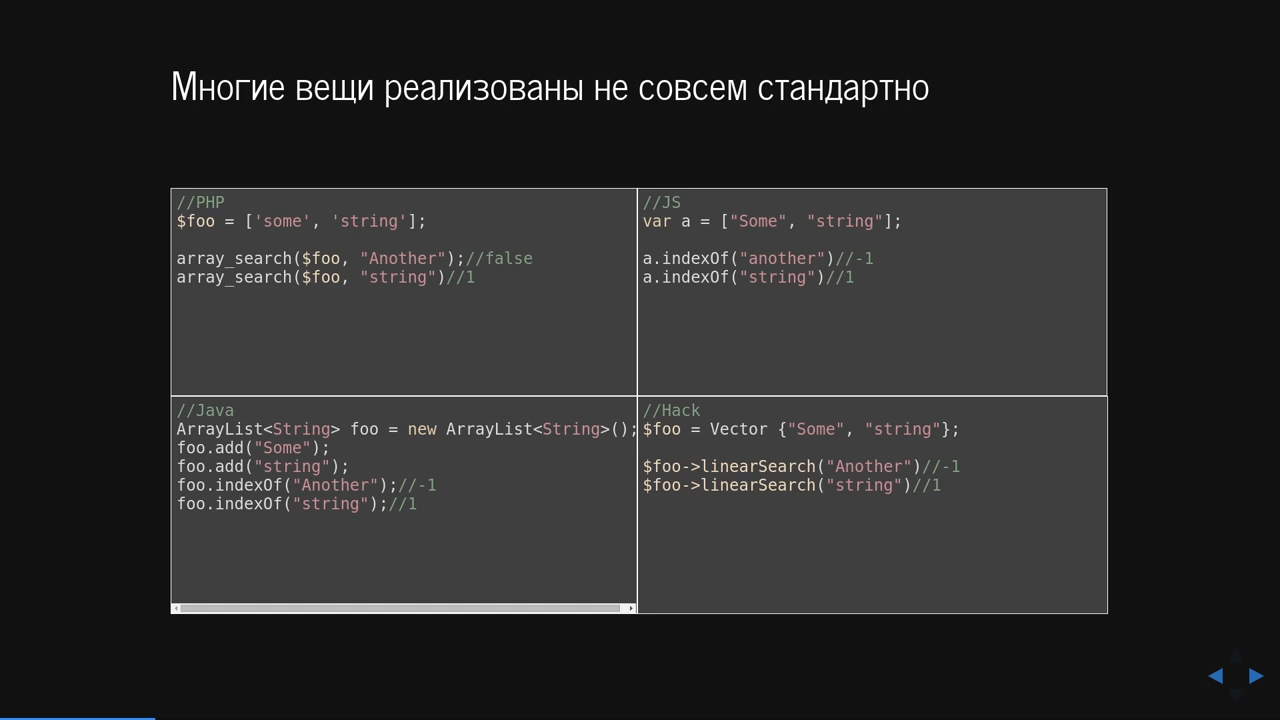 Многие вещи реализованы не совсем стандартно
//PHP
$foo = ['some', 'string'];
array_search($foo, "Another");//false
array_search($foo, "string")//1
//JS
var a = ["Some", "string"];
a.indexOf("another")//-1
a.indexOf("string")//1
//Java
ArrayList<String> foo = new ArrayList<String>();
foo.add("Some");
foo.add("string");
foo.indexOf("Another");//-1
foo.indexOf("string");//1
//Hack
$foo = Vector {"Some", "string"};
$foo->linearSearch("Another")//-1
$foo->linearSearch("string")//1